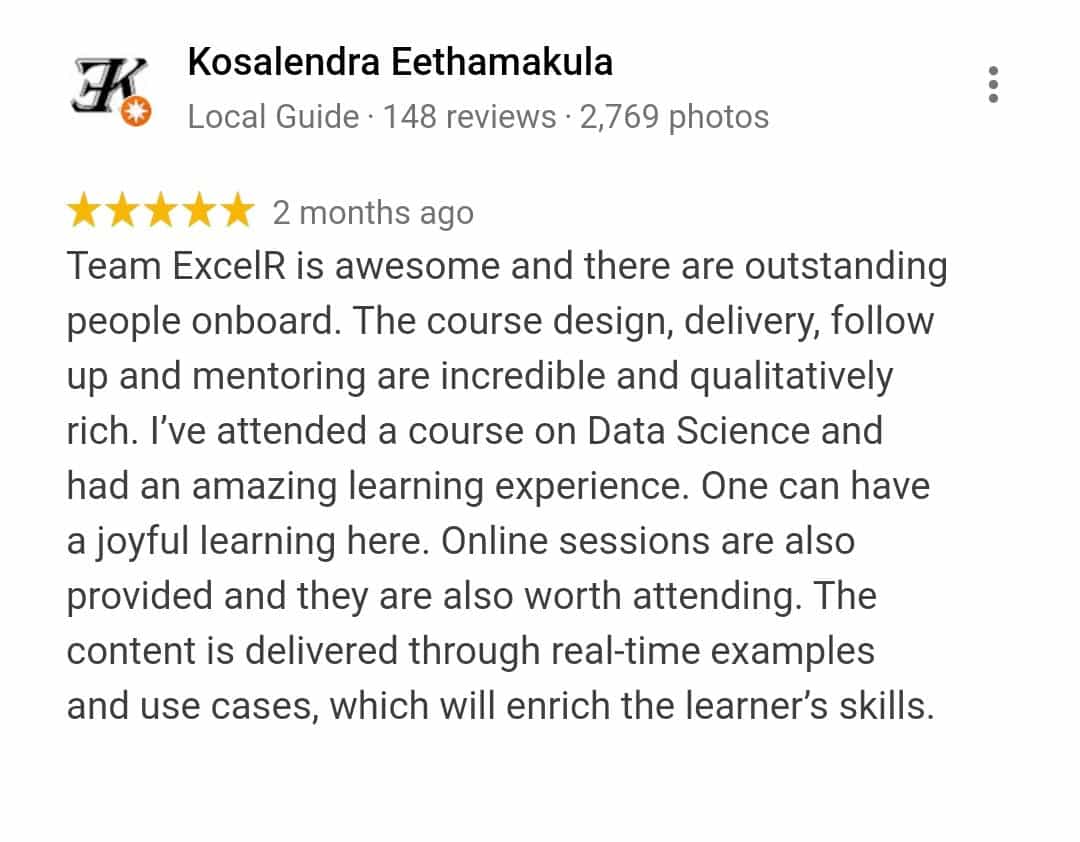 Kosalendra Eethamakula
Local Guide · 148 reviews · 2,769 photos
2 months ago
Team ExcelR is awesome and there are outstanding
people onboard. The course design, delivery, follow
up and mentoring are incredible and qualitatively
rich. I’ve attended a course on Data Science and
had an amazing learning experience. One can have
a joyful learning here. Online sessions are also
provided and they are also worth attending. The
content is delivered through real-time examples
and use cases, which will enrich the learner’s skills.